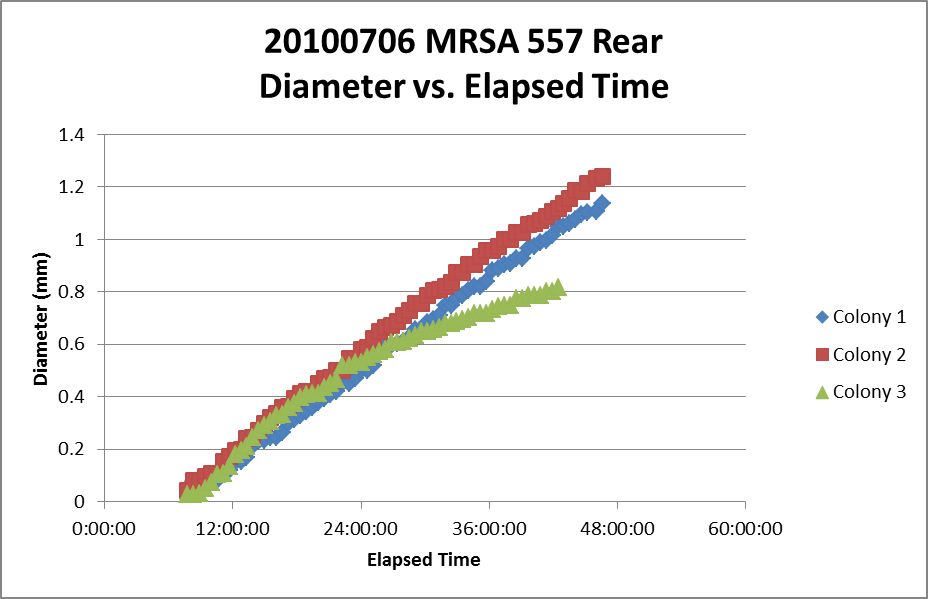 20100706 MRSA 557 Rear
Diameter vs. Elapsed Time
1.4
1.2
1
0.8
0.6
0.4
0.2
0
Diameter (mm)
0:00:00
12:00:00
24:00:00
36:00:00
48:00:00
60:00:00
Elapsed Time
Colony 1
Colony 2
Colony 3